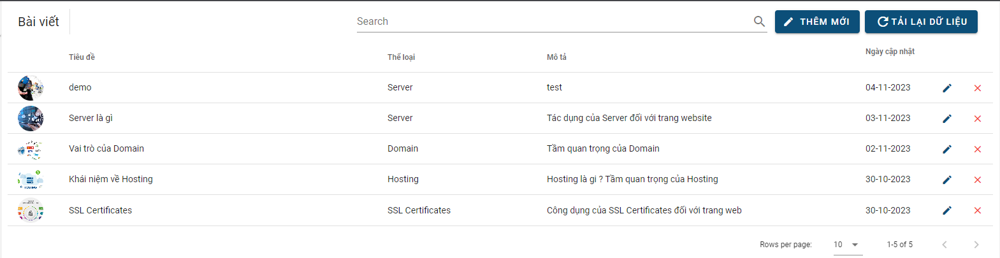 Bài viết
Search
THÊM MỚI
TẢI LẠI DỮ LIỆU
Tiêu đề Thể loại Mô tả Ngày cập nhật
demo Server test 04-11-2023
Server là gì Server Tác dụng của Server đối với trang website 03-11-2023
Vai trò của Domain Domain Tầm quan trọng của Domain 02-11-2023
Khái niệm về Hosting Hosting Hosting là gi ? Tầm quan trọng của Hosting 30-10-2023
SSL Certificates SSL Certificates Công dụng của SSL Certificates đối với trang web 30-10-2023
Rows per page: 10 1-5 of 5